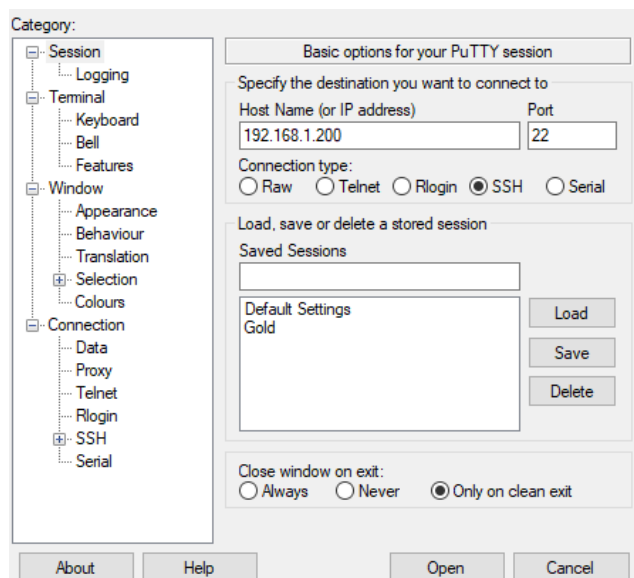 Category:
Session
Logging
Terminal
Keyboard
Bell
Features
Window
Appearance
Behaviour
Translation
Selection
Colours
Connection
Data
Proxy
Telnet
Rlogin
SSH
Serial
Basic options for your PuTTY session
Specify the destination you want to connect to
Host Name (or IP address) Port
192.168.1.200 22
Connection type:
Raw Telnet Rlogin SSH Serial
Load, save or delete a stored session
Saved Sessions
Default Settings
Gold
Load
Save
Delete
Close window on exit:
Always Never Only on clean exit
About Help Open Cancel